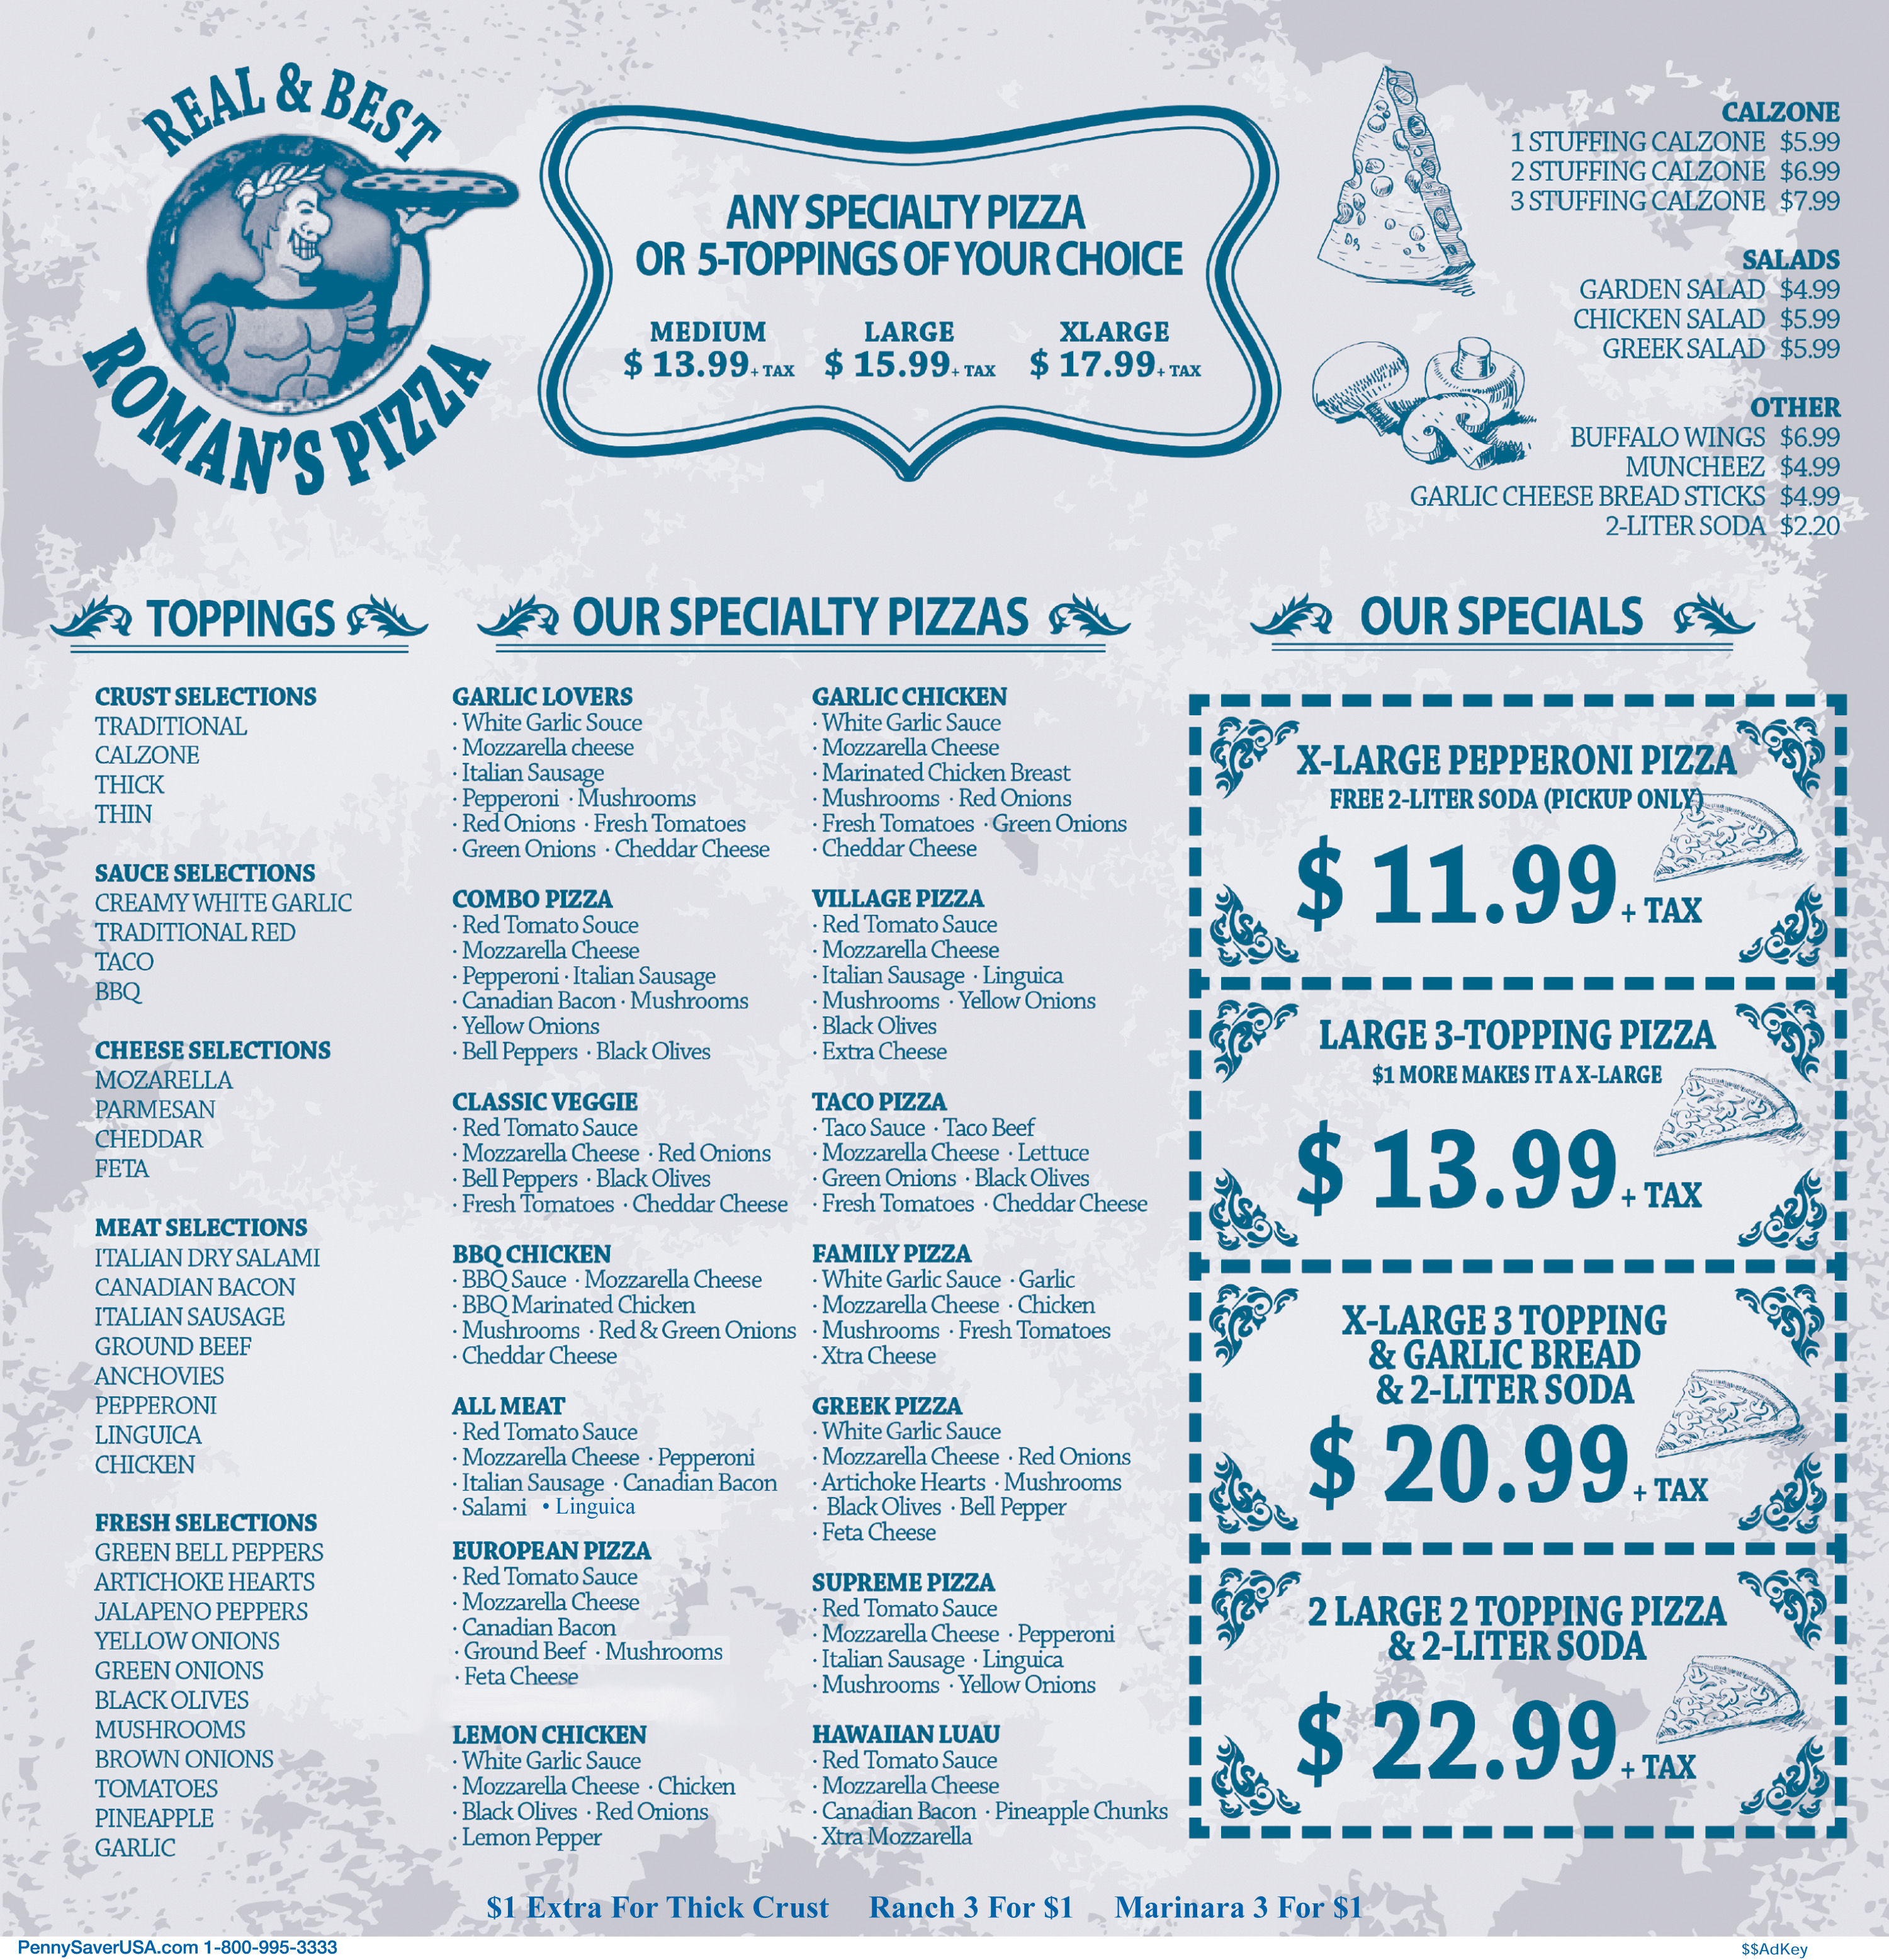 REAL & BEST
ROMAN'S PIZZA
ANY SPECIALTY PIZZA
OR 5-TOPPINGS OF YOUR CHOICE
MEDIUM LARGE XLARGE
$ 13.99 + TAX $ 15.99 + TAX $ 17.99 + TAX
CALZONE
1 STUFFING CALZONE $5.99
2 STUFFING CALZONE $6.99
3 STUFFING CALZONE $7.99
SALADS
GARDEN SALAD $4.99
CHICKEN SALAD $5.99
GREEK SALAD $5.99
OTHER
BUFFALO WINGS $6.99
MUNCHEEZ $4.99
GARLIC CHEESE BREAD STICKS $4.99
2-LITER SODA $2.20
TOPPINGS
CRUST SELECTIONS
TRADITIONAL
CALZONE
THICK
THIN
SAUCE SELECTIONS
CREAMY WHITE GARLIC
TRADITIONAL RED
TACO
BBQ
CHEESE SELECTIONS
MOZARELLA
PARMESAN
CHEDDAR
FETA
MEAT SELECTIONS
ITALIAN DRY SALAMI
CANADIAN BACON
ITALIAN SAUSAGE
GROUND BEEF
ANCHOVIES
PEPPERONI
LINGUICA
CHICKEN
FRESH SELECTIONS
GREEN BELL PEPPERS
ARTICHOKE HEARTS
JALAPENO PEPPERS
YELLOW ONIONS
GREEN ONIONS
BLACK OLIVES
MUSHROOMS
BROWN ONIONS
TOMATOES
PINEAPPLE
GARLIC
OUR SPECIALTY PIZZAS
GARLIC LOVERS
· White Garlic Souce
· Mozzarella cheese
· Italian Sausage
· Pepperoni · Mushrooms
· Red Onions · Fresh Tomatoes
· Green Onions · Cheddar Cheese
COMBO PIZZA
· Red Tomato Souce
· Mozzarella Cheese
· Pepperoni · Italian Sausage
· Canadian Bacon · Mushrooms
· Yellow Onions
· Bell Peppers · Black Olives
CLASSIC VEGGIE
· Red Tomato Sauce
· Mozzarella Cheese · Red Onions
· Bell Peppers · Black Olives
· Fresh Tomatoes · Cheddar Cheese
BBQ CHICKEN
· BBQ Sauce · Mozzarella Cheese
· BBQ Marinated Chicken
· Mushrooms · Red & Green Onions
· Cheddar Cheese
ALL MEAT
· Red Tomato Sauce
· Mozzarella Cheese · Pepperoni
· Italian Sausage · Canadian Bacon
· Salami • Linguica
EUROPEAN PIZZA
· Red Tomato Sauce
· Mozzarella Cheese
· Canadian Bacon
· Ground Beef · Mushrooms
· Feta Cheese
LEMON CHICKEN
· White Garlic Sauce
· Mozzarella Cheese · Chicken
· Black Olives · Red Onions
· Lemon Pepper
GARLIC CHICKEN
· White Garlic Sauce
· Mozzarella Cheese
· Marinated Chicken Breast
· Mushrooms · Red Onions
· Fresh Tomatoes · Green Onions
· Cheddar Cheese
VILLAGE PIZZA
· Red Tomato Sauce
· Mozzarella Cheese
· Italian Sausage · Linguica
· Mushrooms · Yellow Onions
· Black Olives
· Extra Cheese
TACO PIZZA
· Taco Sauce · Taco Beef
· Mozzarella Cheese · Lettuce
· Green Onions · Black Olives
· Fresh Tomatoes · Cheddar Cheese
FAMILY PIZZA
· White Garlic Sauce · Garlic
· Mozzarella Cheese · Chicken
· Mushrooms · Fresh Tomatoes
· Xtra Cheese
GREEK PIZZA
· White Garlic Sauce
· Mozzarella Cheese · Red Onions
· Artichoke Hearts · Mushrooms
· Black Olives · Bell Pepper
· Feta Cheese
SUPREME PIZZA
· Red Tomato Sauce
· Mozzarella Cheese · Pepperoni
· Italian Sausage · Linguica
· Mushrooms · Yellow Onions
HAWAIIAN LUAU
· Red Tomato Sauce
· Mozzarella Cheese
· Canadian Bacon · Pineapple Chunks
· Xtra Mozzarella
OUR SPECIALS
X-LARGE PEPPERONI PIZZA
FREE 2-LITER SODA (PICKUP ONLY)
$ 11.99 + TAX
LARGE 3-TOPPING PIZZA
$1 MORE MAKES IT A X-LARGE
$ 13.99 + TAX
X-LARGE 3 TOPPING
& GARLIC BREAD
& 2-LITER SODA
$ 20.99 + TAX
2 LARGE 2 TOPPING PIZZA
& 2-LITER SODA
$ 22.99 + TAX
$1 Extra For Thick Crust Ranch 3 For $1 Marinara 3 For $1
PennySaverUSA.com 1-800-995-3333
$$AdKey